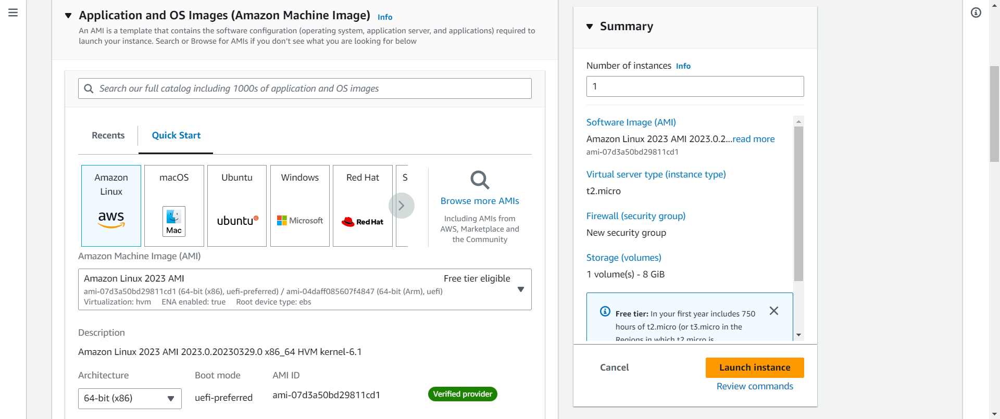 Application and OS Images (Amazon Machine Image) Info
An AMI is a template that contains the software configuration (operating system, application server, and applications) required to
launch your instance. Search or Browse for AMIs if you don't see what you are looking for below
Search our full catalog including 1000s of application and OS images
Recents
Quick Start
Amazon
Linux
aws
macOS
Mac
Ubuntu
ubuntu
Windows
Microsoft
Red Hat
Red Hat
S
Browse more AMIs
Including AMIs from
AWS, Marketplace and
the Community
Amazon Machine Image (AMI)
Amazon Linux 2023 AMI
Free tier eligible
ami-07d3a50bd29811cd1 (64-bit (x86), uefi-preferred) / ami-04daff085607f4847 (64-bit (Arm), uefi)
Virtualization: hvm ENA enabled: true Root device type: ebs
Description
Amazon Linux 2023 AMI 2023.0.20230329.0 x86_64 HVM kernel-6.1
Architecture
Boot mode
AMI ID
64-bit (x86)
uefi-preferred
ami-07d3a50bd29811cd1
Verified provider
Summary
Number of instances Info
1
Software Image (AMI)
Amazon Linux 2023 AMI 2023.0.2...read more
ami-07d3a50bd29811cd1
Virtual server type (instance type)
t2.micro
Firewall (security group)
New security group
Storage (volumes)
1 volume(s) - 8 GiB
Free tier: In your first year includes 750
hours of t2.micro (or t3.micro in the
Regions in which t2.micro is
Cancel
Launch instance
Review commands